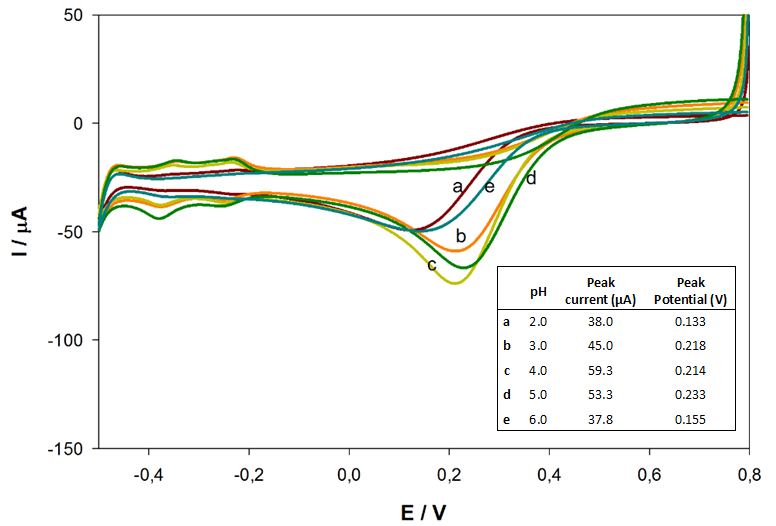 50
0
-50
-100
-150
I / µA
a
e
d
b
c
pH Peak current (µA) Peak Potential (V)
a 2.0 38.0 0.133
b 3.0 45.0 0.218
c 4.0 59.3 0.214
d 5.0 53.3 0.233
e 6.0 37.8 0.155
-0,4 -0,2 0,0 0,2 0,4 0,6 0,8
E / V